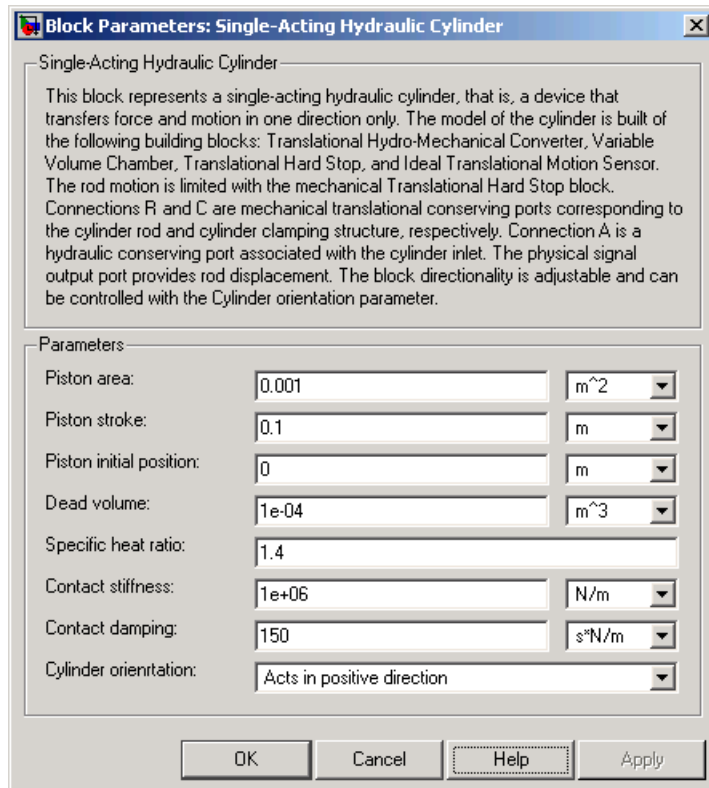 Block Parameters: Single-Acting Hydraulic Cylinder
Single-Acting Hydraulic Cylinder
This block represents a single-acting hydraulic cylinder, that is, a device that
transfers force and motion in one direction only. The model of the cylinder is built of
the following building blocks: Translational Hydro-Mechanical Converter, Variable
Volume Chamber, Translational Hard Stop, and Ideal Translational Motion Sensor.
The rod motion is limited with the mechanical Translational Hard Stop block.
Connections R and C are mechanical translational conserving ports corresponding to
the cylinder rod and cylinder clamping structure, respectively. Connection A is a
hydraulic conserving port associated with the cylinder inlet. The physical signal
output port provides rod displacement. The block directionality is adjustable and can
be controlled with the Cylinder orientation parameter.
Parameters
Piston area: 0.001 m^2
Piston stroke: 0.1 m
Piston initial position: 0 m
Dead volume: 1e-04 m^3
Specific heat ratio: 1.4
Contact stiffness: 1e+06 N/m
Contact damping: 150 s*N/m
Cylinder orienrtation: Acts in positive direction
OK Cancel Help Apply